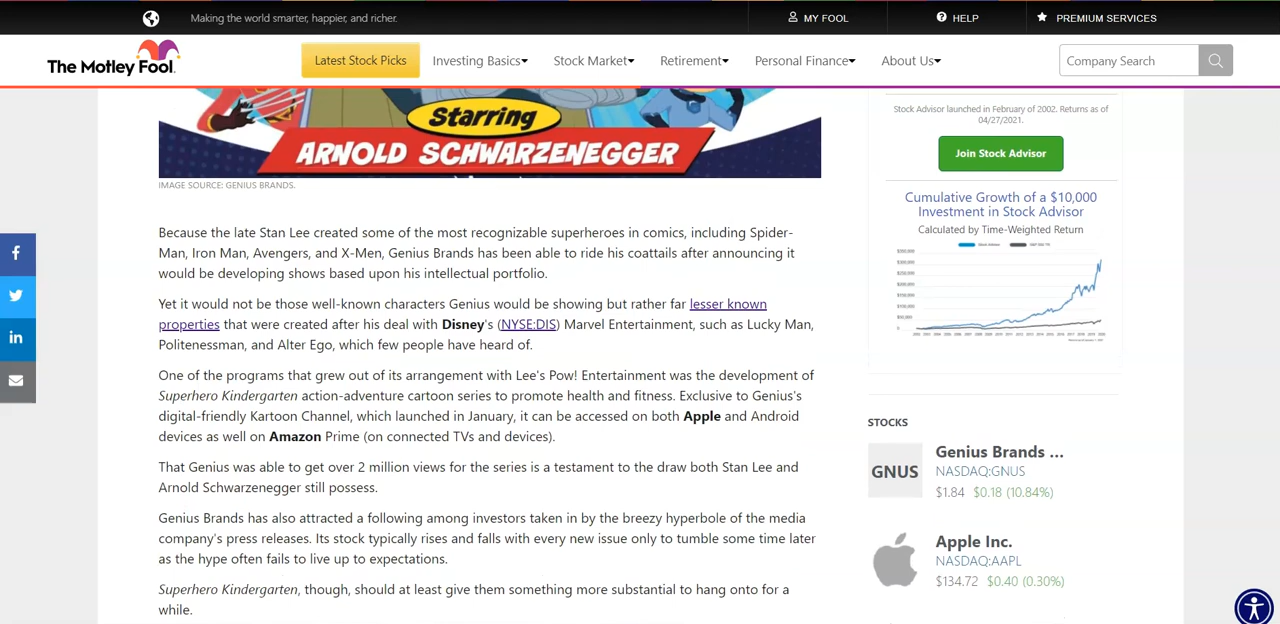 Making the world smarter, happier, and richer.
MY FOOL
HELP
PREMIUM SERVICES
The Motley Fool.
Latest Stock Picks
Investing Basics
Stock Market
Retirement
Personal Finance
About Us
Company Search
Starring
ARNOLD SCHWARZENEGGER
IMAGE SOURCE: GENIUS BRANDS.
Because the late Stan Lee created some of the most recognizable superheroes in comics, including Spider-
Man, Iron Man, Avengers, and X-Men, Genius Brands has been able to ride his coattails after announcing it
would be developing shows based upon his intellectual portfolio.
Yet it would not be those well-known characters Genius would be showing but rather far lesser known
properties that were created after his deal with Disney's (NYSE:DIS) Marvel Entertainment, such as Lucky Man,
Politenessman, and Alter Ego, which few people have heard of.
One of the programs that grew out of its arrangement with Lee's Pow! Entertainment was the development of
Superhero Kindergarten action-adventure cartoon series to promote health and fitness. Exclusive to Genius's
digital-friendly Kartoon Channel, which launched in January, it can be accessed on both Apple and Android
devices as well on Amazon Prime (on connected TVs and devices).
That Genius was able to get over 2 million views for the series is a testament to the draw both Stan Lee and
Arnold Schwarzenegger still possess.
Genius Brands has also attracted a following among investors taken in by the breezy hyperbole of the media
company's press releases. Its stock typically rises and falls with every new issue only to tumble some time later
as the hype often fails to live up to expectations.
Superhero Kindergarten, though, should at least give them something more substantial to hang onto for a
while.
Stock Advisor launched in February of 2002. Returns as of
04/27/2021.
Join Stock Advisor
Cumulative Growth of a $10,000
Investment in Stock Advisor
Calculated by Time-Weighted Return
STOCKS
GNUS
Genius Brands ...
NASDAQ:GNUS
$1.84 $0.18 (10.84%)
Apple Inc.
NASDAQ:AAPL
$134.72 $0.40 (0.30%)